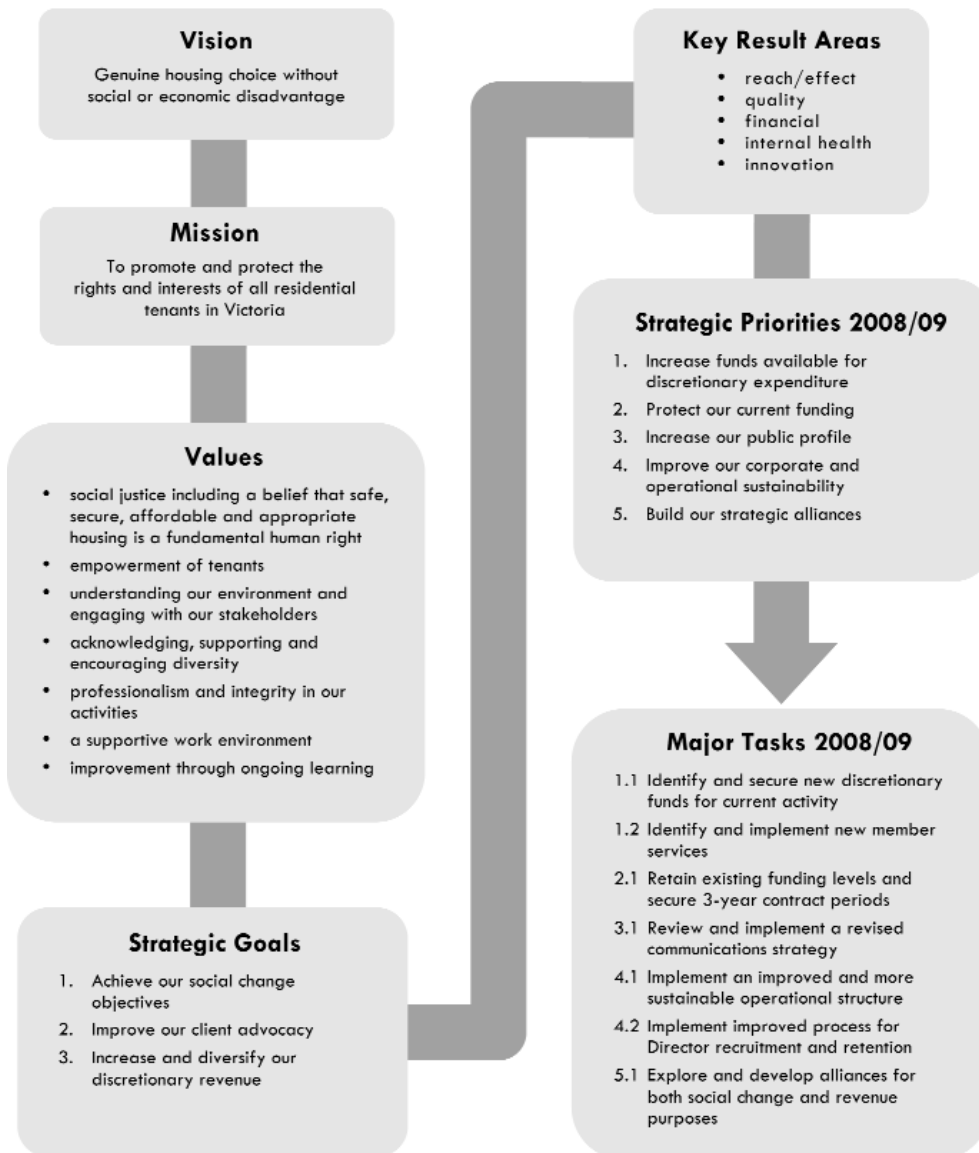 Vision
Genuine housing choice without
social or economic disadvantage
Mission
To promote and protect the
rights and interests of all residential
tenants in Victoria
Values
• social justice including a belief that safe,
secure, affordable and appropriate
housing is a fundamental human right
• empowerment of tenants
• understanding our environment and
engaging with our stakeholders
• acknowledging, supporting and
encouraging diversity
• professionalism and integrity in our
activities
• a supportive work environment
• improvement through ongoing learning
Strategic Goals
1. Achieve our social change
objectives
2. Improve our client advocacy
3. Increase and diversify our
discretionary revenue
Key Result Areas
• reach/effect
• quality
• financial
• internal health
• innovation
Strategic Priorities 2008/09
1. Increase funds available for
discretionary expenditure
2. Protect our current funding
3. Increase our public profile
4. Improve our corporate and
operational sustainability
5. Build our strategic alliances
Major Tasks 2008/09
1.1 Identify and secure new discretionary
funds for current activity
1.2 Identify and implement new member
services
2.1 Retain existing funding levels and
secure 3-year contract periods
3.1 Review and implement a revised
communications strategy
4.1 Implement an improved and more
sustainable operational structure
4.2 Implement improved process for
Director recruitment and retention
5.1 Explore and develop alliances for
both social change and revenue
purposes